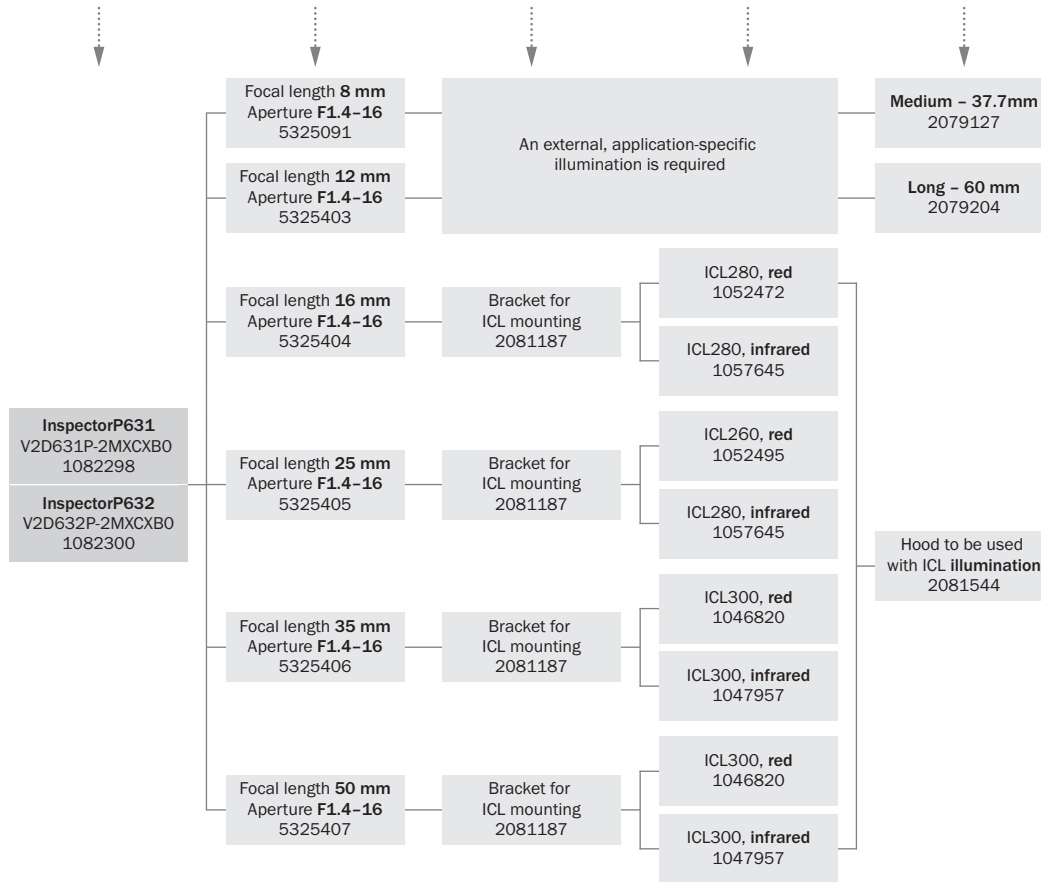 Focal length 8 mm
Aperture F1.4–16
5325091
An external, application-specific
illumination is required
Medium – 37.7mm
2079127
Focal length 12 mm
Aperture F1.4–16
5325403
Long – 60 mm
2079204
Focal length 16 mm
Aperture F1.4–16
5325404
Bracket for
ICL mounting
2081187
ICL280, red
1052472
ICL280, infrared
1057645
InspectorP631
V2D631P-2MXCXB0
1082298
InspectorP632
V2D632P-2MXCXB0
1082300
Focal length 25 mm
Aperture F1.4–16
5325405
Bracket for
ICL mounting
2081187
ICL260, red
1052495
ICL280, infrared
1057645
Hood to be used
with ICL illumination
2081544
Focal length 35 mm
Aperture F1.4–16
5325406
Bracket for
ICL mounting
2081187
ICL300, red
1046820
ICL300, infrared
1047957
Focal length 50 mm
Aperture F1.4–16
5325407
Bracket for
ICL mounting
2081187
ICL300, red
1046820
ICL300, infrared
1047957